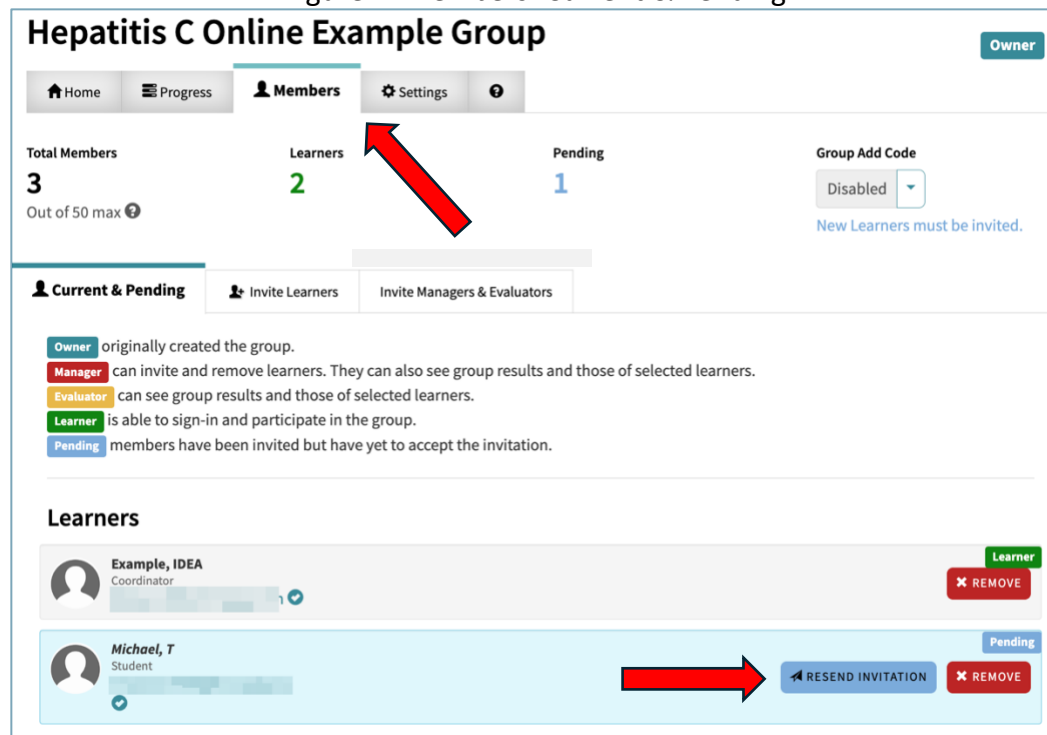 Hepatitis C Online Example Group
Owner
Home Progress Members Settings ?
Total Members Learners Pending Group Add Code
3 2 1 Disabled
Out of 50 max ?
New Learners must be invited.
Current & Pending Invite Learners Invite Managers & Evaluators
Owner originally created the group.
Manager can invite and remove learners. They can also see group results and those of selected learners.
Evaluator can see group results and those of selected learners.
Learner is able to sign-in and participate in the group.
Pending members have been invited but have yet to accept the invitation.
Learners
Example, IDEA Learner
Coordinator REMOVE
Michael, T Pending
Student RESEND INVITATION REMOVE